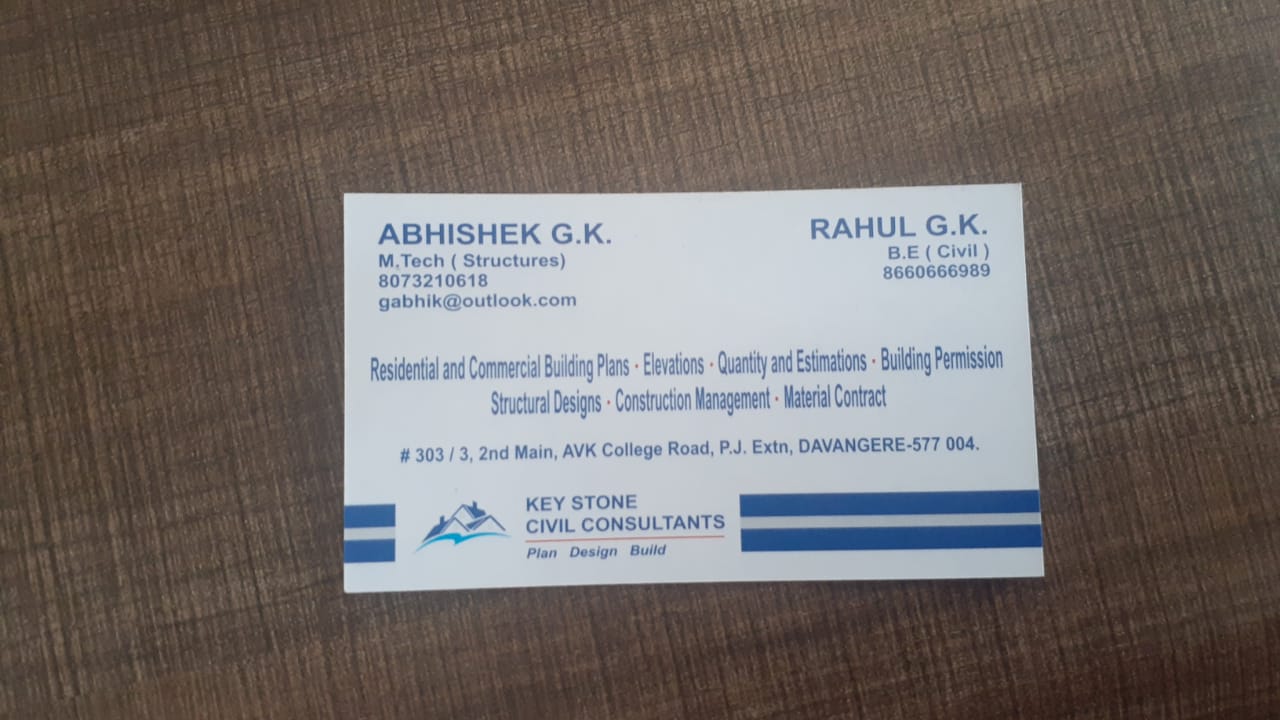 ABHISHEK G.K.
M.Tech ( Structures)
8073210618
gabhik@outlook.com
RAHUL G.K.
B.E ( Civil )
8660666989
Residential and Commercial Building Plans · Elevations · Quantity and Estimations · Building Permission
Structural Designs · Construction Management · Material Contract
# 303 / 3, 2nd Main, AVK College Road, P.J. Extn, DAVANGERE-577 004.
KEY STONE
CIVIL CONSULTANTS
Plan Design Build